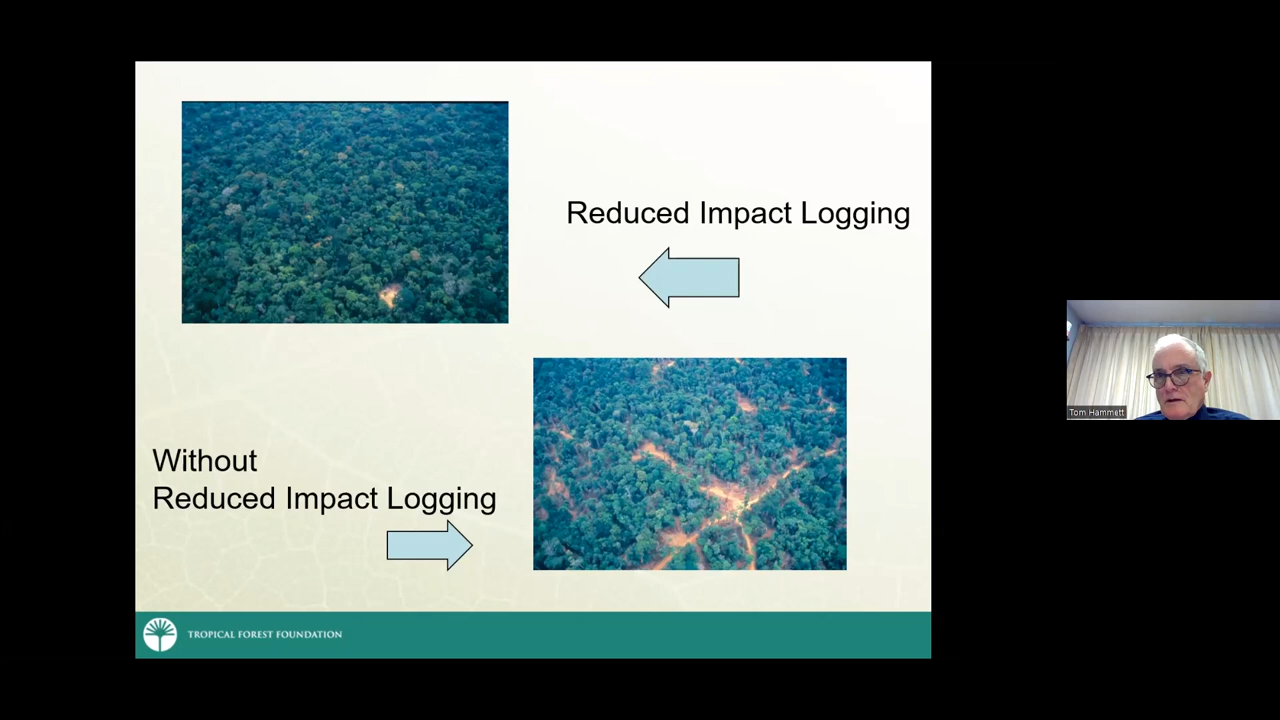 Reduced Impact Logging
Without
Reduced Impact Logging
TROPICAL FOREST FOUNDATION
Tom Hammett